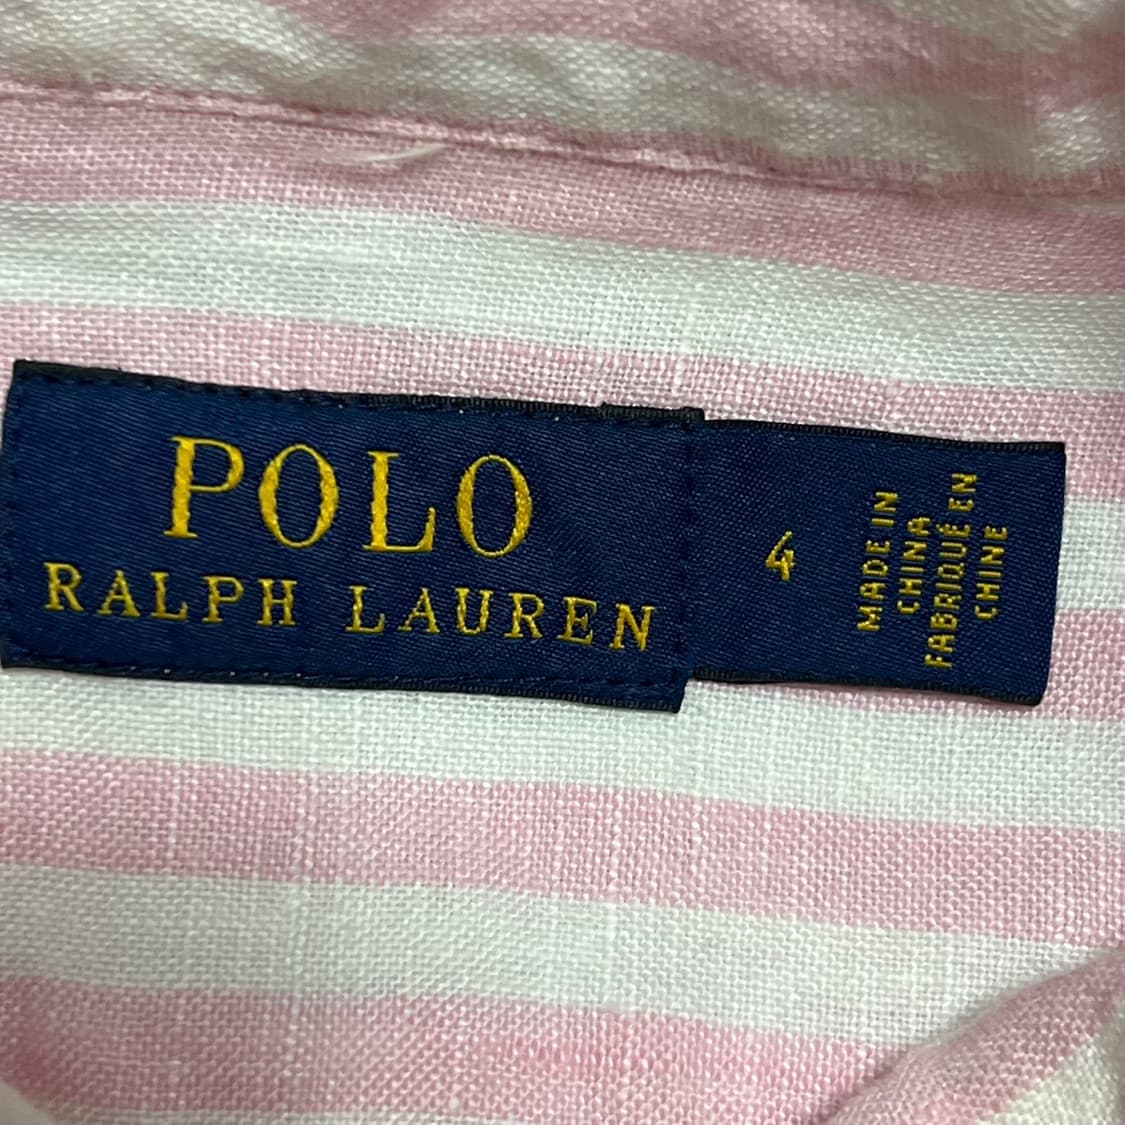 POLO
RALPH LAUREN
4
MADE IN
CHINA
FABRIQUÉ EN
CHINE